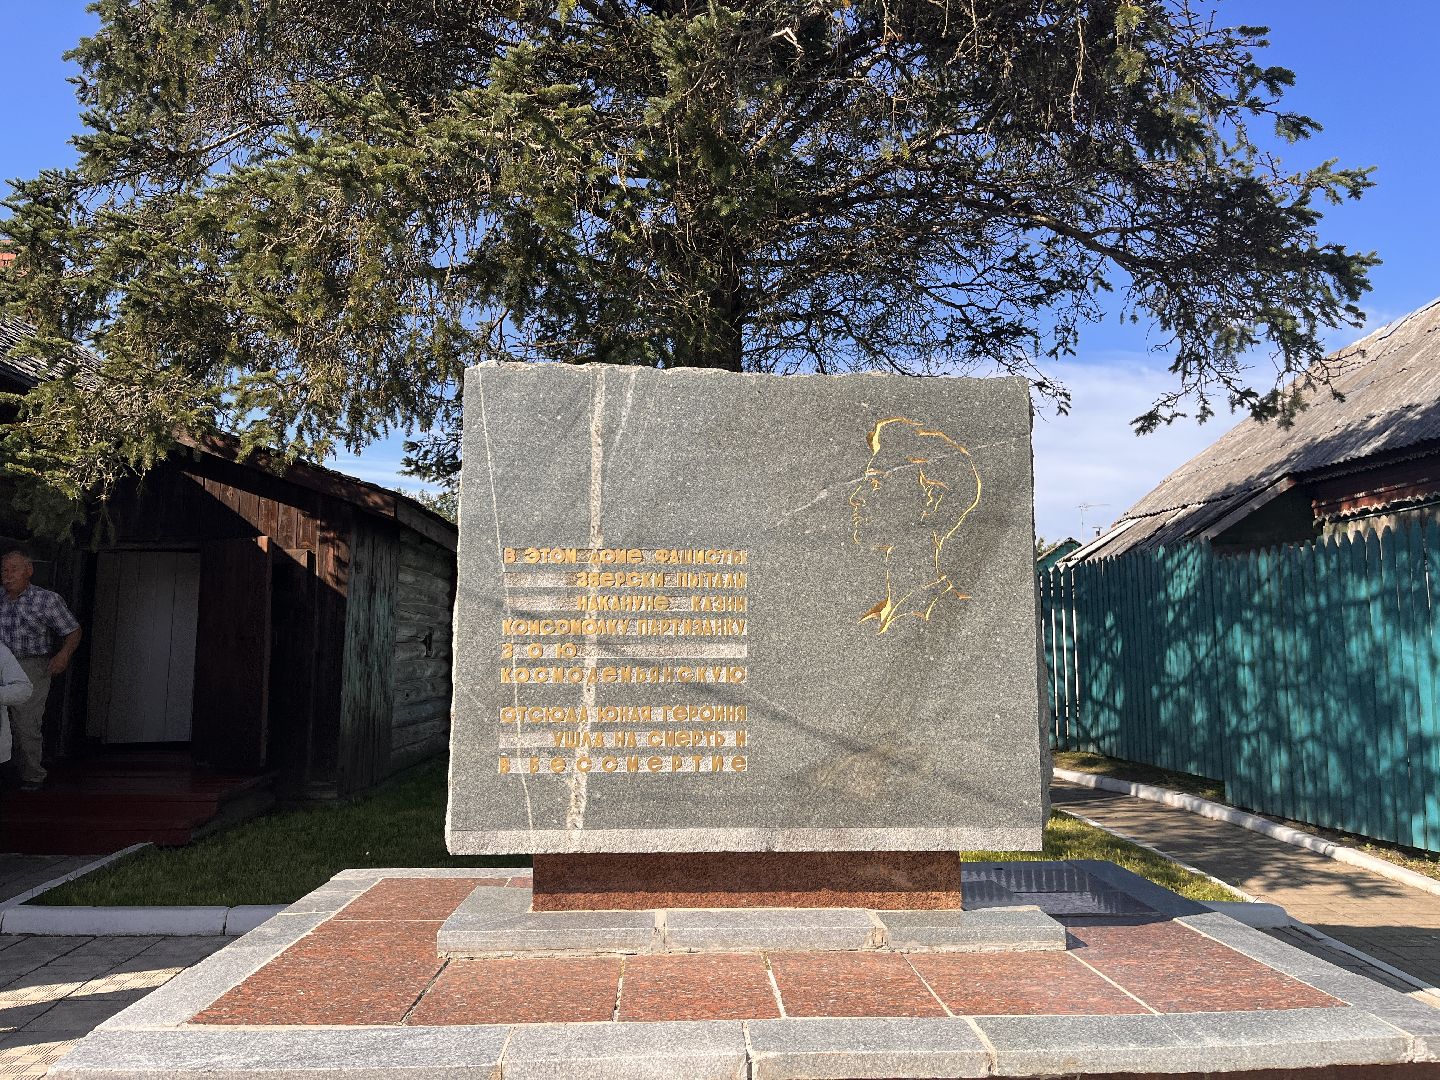 В ЭТОМ ДОМЕ ФАШИСТЫ
ЗВЕРСКИ ПЫТАЛИ
НАКАНУНЕ КАЗНИ
КОМСОМОЛКУ ПАРТИЗАНКУ
ЗОЮ
КОСМОДЕМЬЯНСКУЮ
ОТСЮДА ЮНАЯ ГЕРОИНЯ
УШЛА НА СМЕРТЬ И
В БЕССМЕРТИЕ